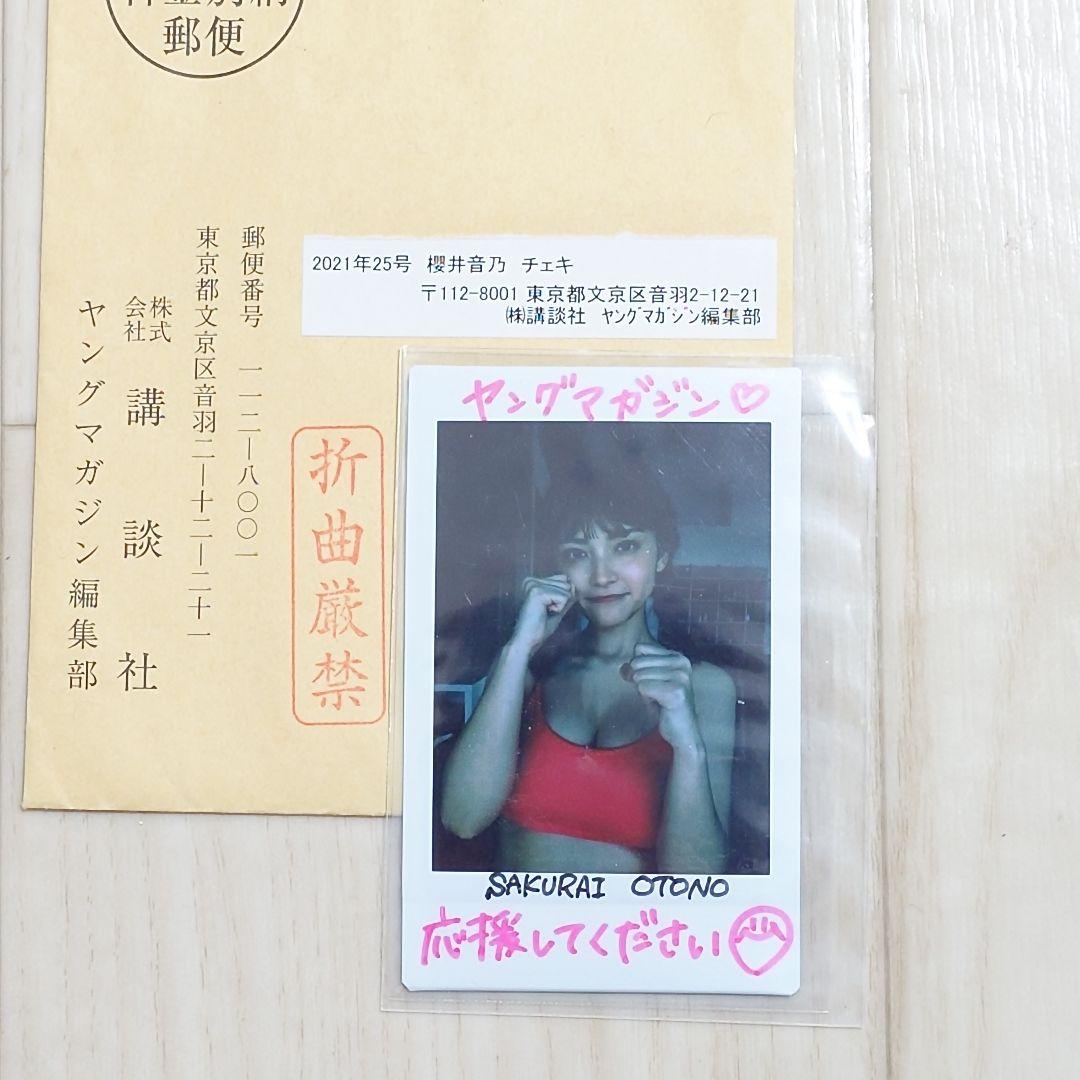 郵便
2021年25号 櫻井音乃 チェキ
〒112-8001 東京都文京区音羽2-12-21
㈱講談社 ﾔﾝｸﾞﾏｶﾞｼﾞﾝ編集部
郵便番号 一一二―八〇〇一
東京都文京区音羽二―十二―二十一
株式会社 講談社
ヤングマガジン編集部
折曲厳禁
ヤングマガジン♡
SAKURAI OTONO
応援してください